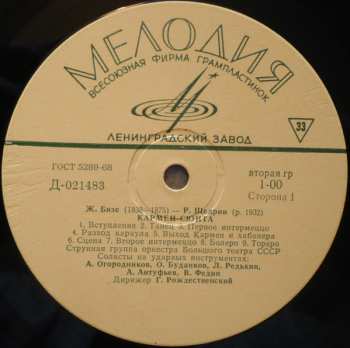 МЕЛОДИЯ
ВСЕСОЮЗНАЯ ФИРМА ГРАМПЛАСТИНОК
33
ЛЕНИНГРАДСКИЙ ЗАВОД
ГОСТ 5289-68
Д-021483
вторая гр
1-00
Сторона 1
Ж. Бизе (1838—1875) — Р. Щедрин (р. 1932)
КАРМЕН-СЮИТА
1. Вступление 2. Танец 3. Первое интермеццо
4. Развод караула 5. Выход Кармен и хабанера
6. Сцена 7. Второе интермеццо 8. Болеро 9. Тореро
Струнная группа оркестра Большого театра СССР
Солисты на ударных инструментах:
А. Огородников, О. Буданков, Л. Редькин,
А. Антуфьев, В. Федин
Дирижер Г. Рождественский